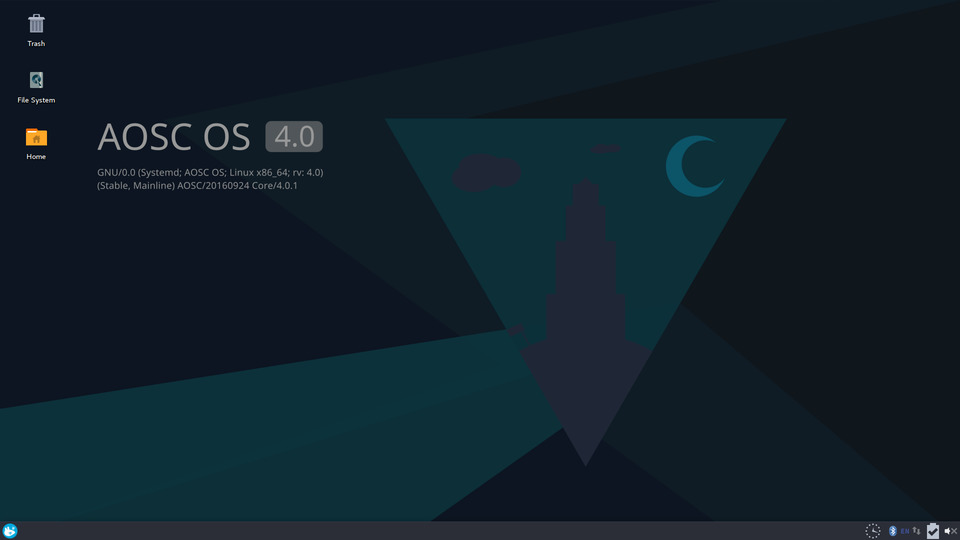 Trash
File System
Home
AOSC OS 4.0
GNU/0.0 (Systemd; AOSC OS; Linux x86_64; rv: 4.0)
(Stable, Mainline) AOSC/20160924 Core/4.0.1
EN